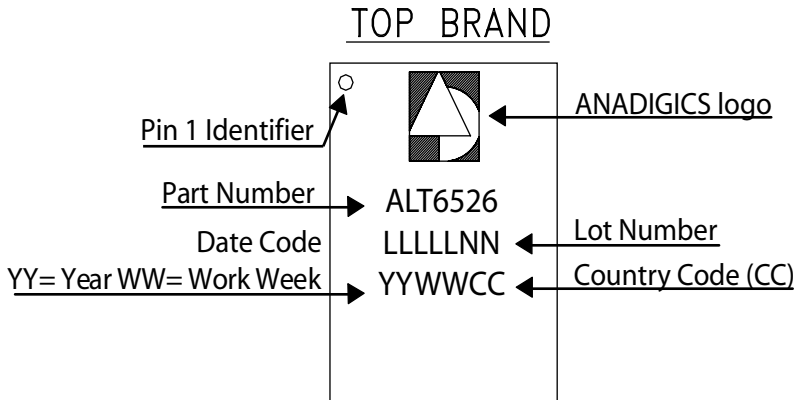 TOP BRAND
ANADIGICS logo
Pin 1 Identifier
Part Number
ALT6526
Date Code
LLLLLNN
Lot Number
YY= Year WW= Work Week
YYWWCC
Country Code (CC)